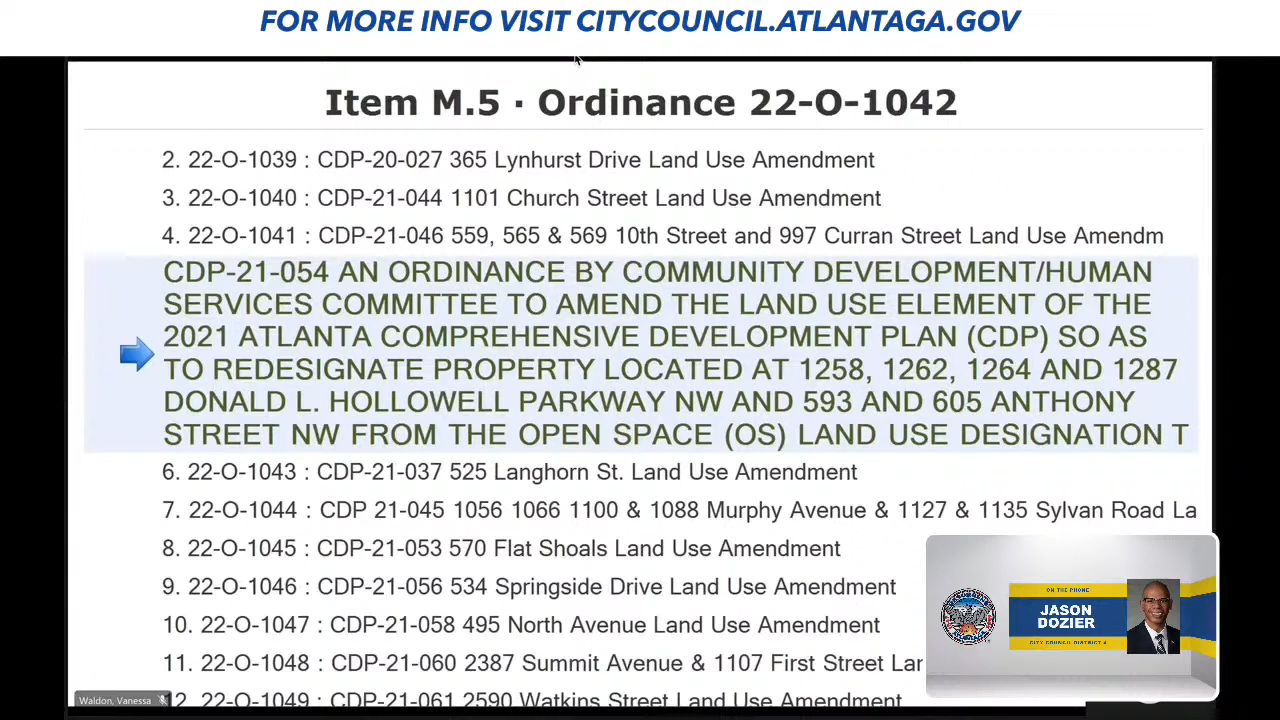 FOR MORE INFO VISIT CITYCOUNCIL.ATLANTAGA.GOV
Item M.5 · Ordinance 22-O-1042
2. 22-O-1039 : CDP-20-027 365 Lynhurst Drive Land Use Amendment
3. 22-O-1040 : CDP-21-044 1101 Church Street Land Use Amendment
4. 22-O-1041 : CDP-21-046 559, 565 & 569 10th Street and 997 Curran Street Land Use Amendm
CDP-21-054 AN ORDINANCE BY COMMUNITY DEVELOPMENT/HUMAN
SERVICES COMMITTEE TO AMEND THE LAND USE ELEMENT OF THE
2021 ATLANTA COMPREHENSIVE DEVELOPMENT PLAN (CDP) SO AS
TO REDESIGNATE PROPERTY LOCATED AT 1258, 1262, 1264 AND 1287
DONALD L. HOLLOWELL PARKWAY NW AND 593 AND 605 ANTHONY
STREET NW FROM THE OPEN SPACE (OS) LAND USE DESIGNATION T
6. 22-O-1043 : CDP-21-037 525 Langhorn St. Land Use Amendment
7. 22-O-1044 : CDP 21-045 1056 1066 1100 & 1088 Murphy Avenue & 1127 & 1135 Sylvan Road La
8. 22-O-1045 : CDP-21-053 570 Flat Shoals Land Use Amendment
9. 22-O-1046 : CDP-21-056 534 Springside Drive Land Use Amendment
10. 22-O-1047 : CDP-21-058 495 North Avenue Land Use Amendment
11. 22-O-1048 : CDP-21-060 2387 Summit Avenue & 1107 First Street Lar
2. 22-O-1049 : CDP-21-061 2590 Watkins Street Land Use Amendment
Waldon, Vanessa
ON THE PHONE
JASON
DOZIER
CITY COUNCIL DISTRICT 4